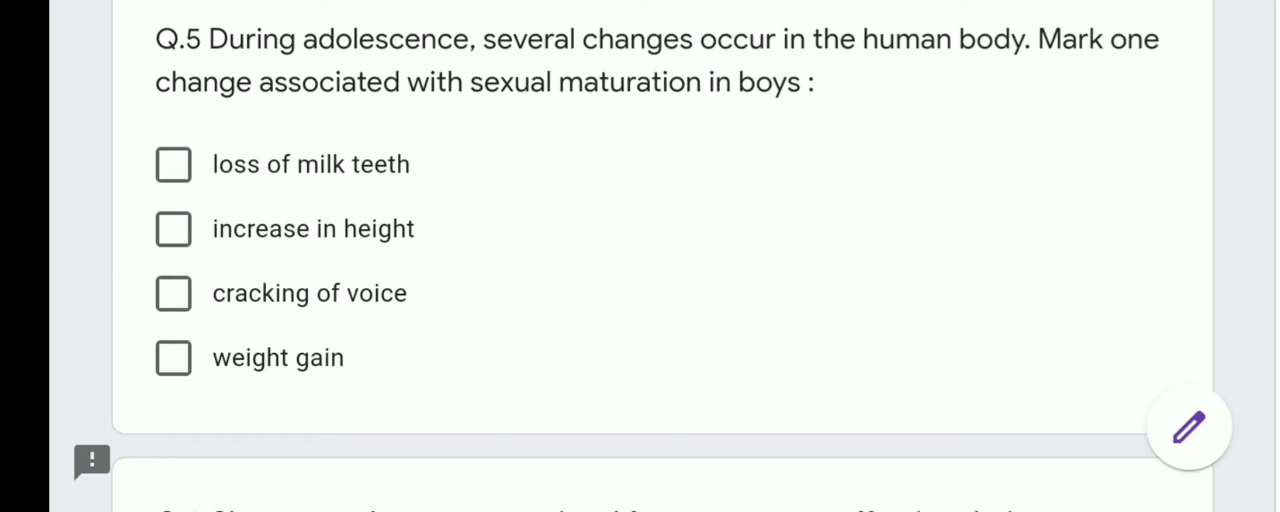 Q.5 During adolescence, several changes occur in the human body. Mark one
change associated with sexual maturation in boys :
loss of milk teeth
increase in height
cracking of voice
weight gain